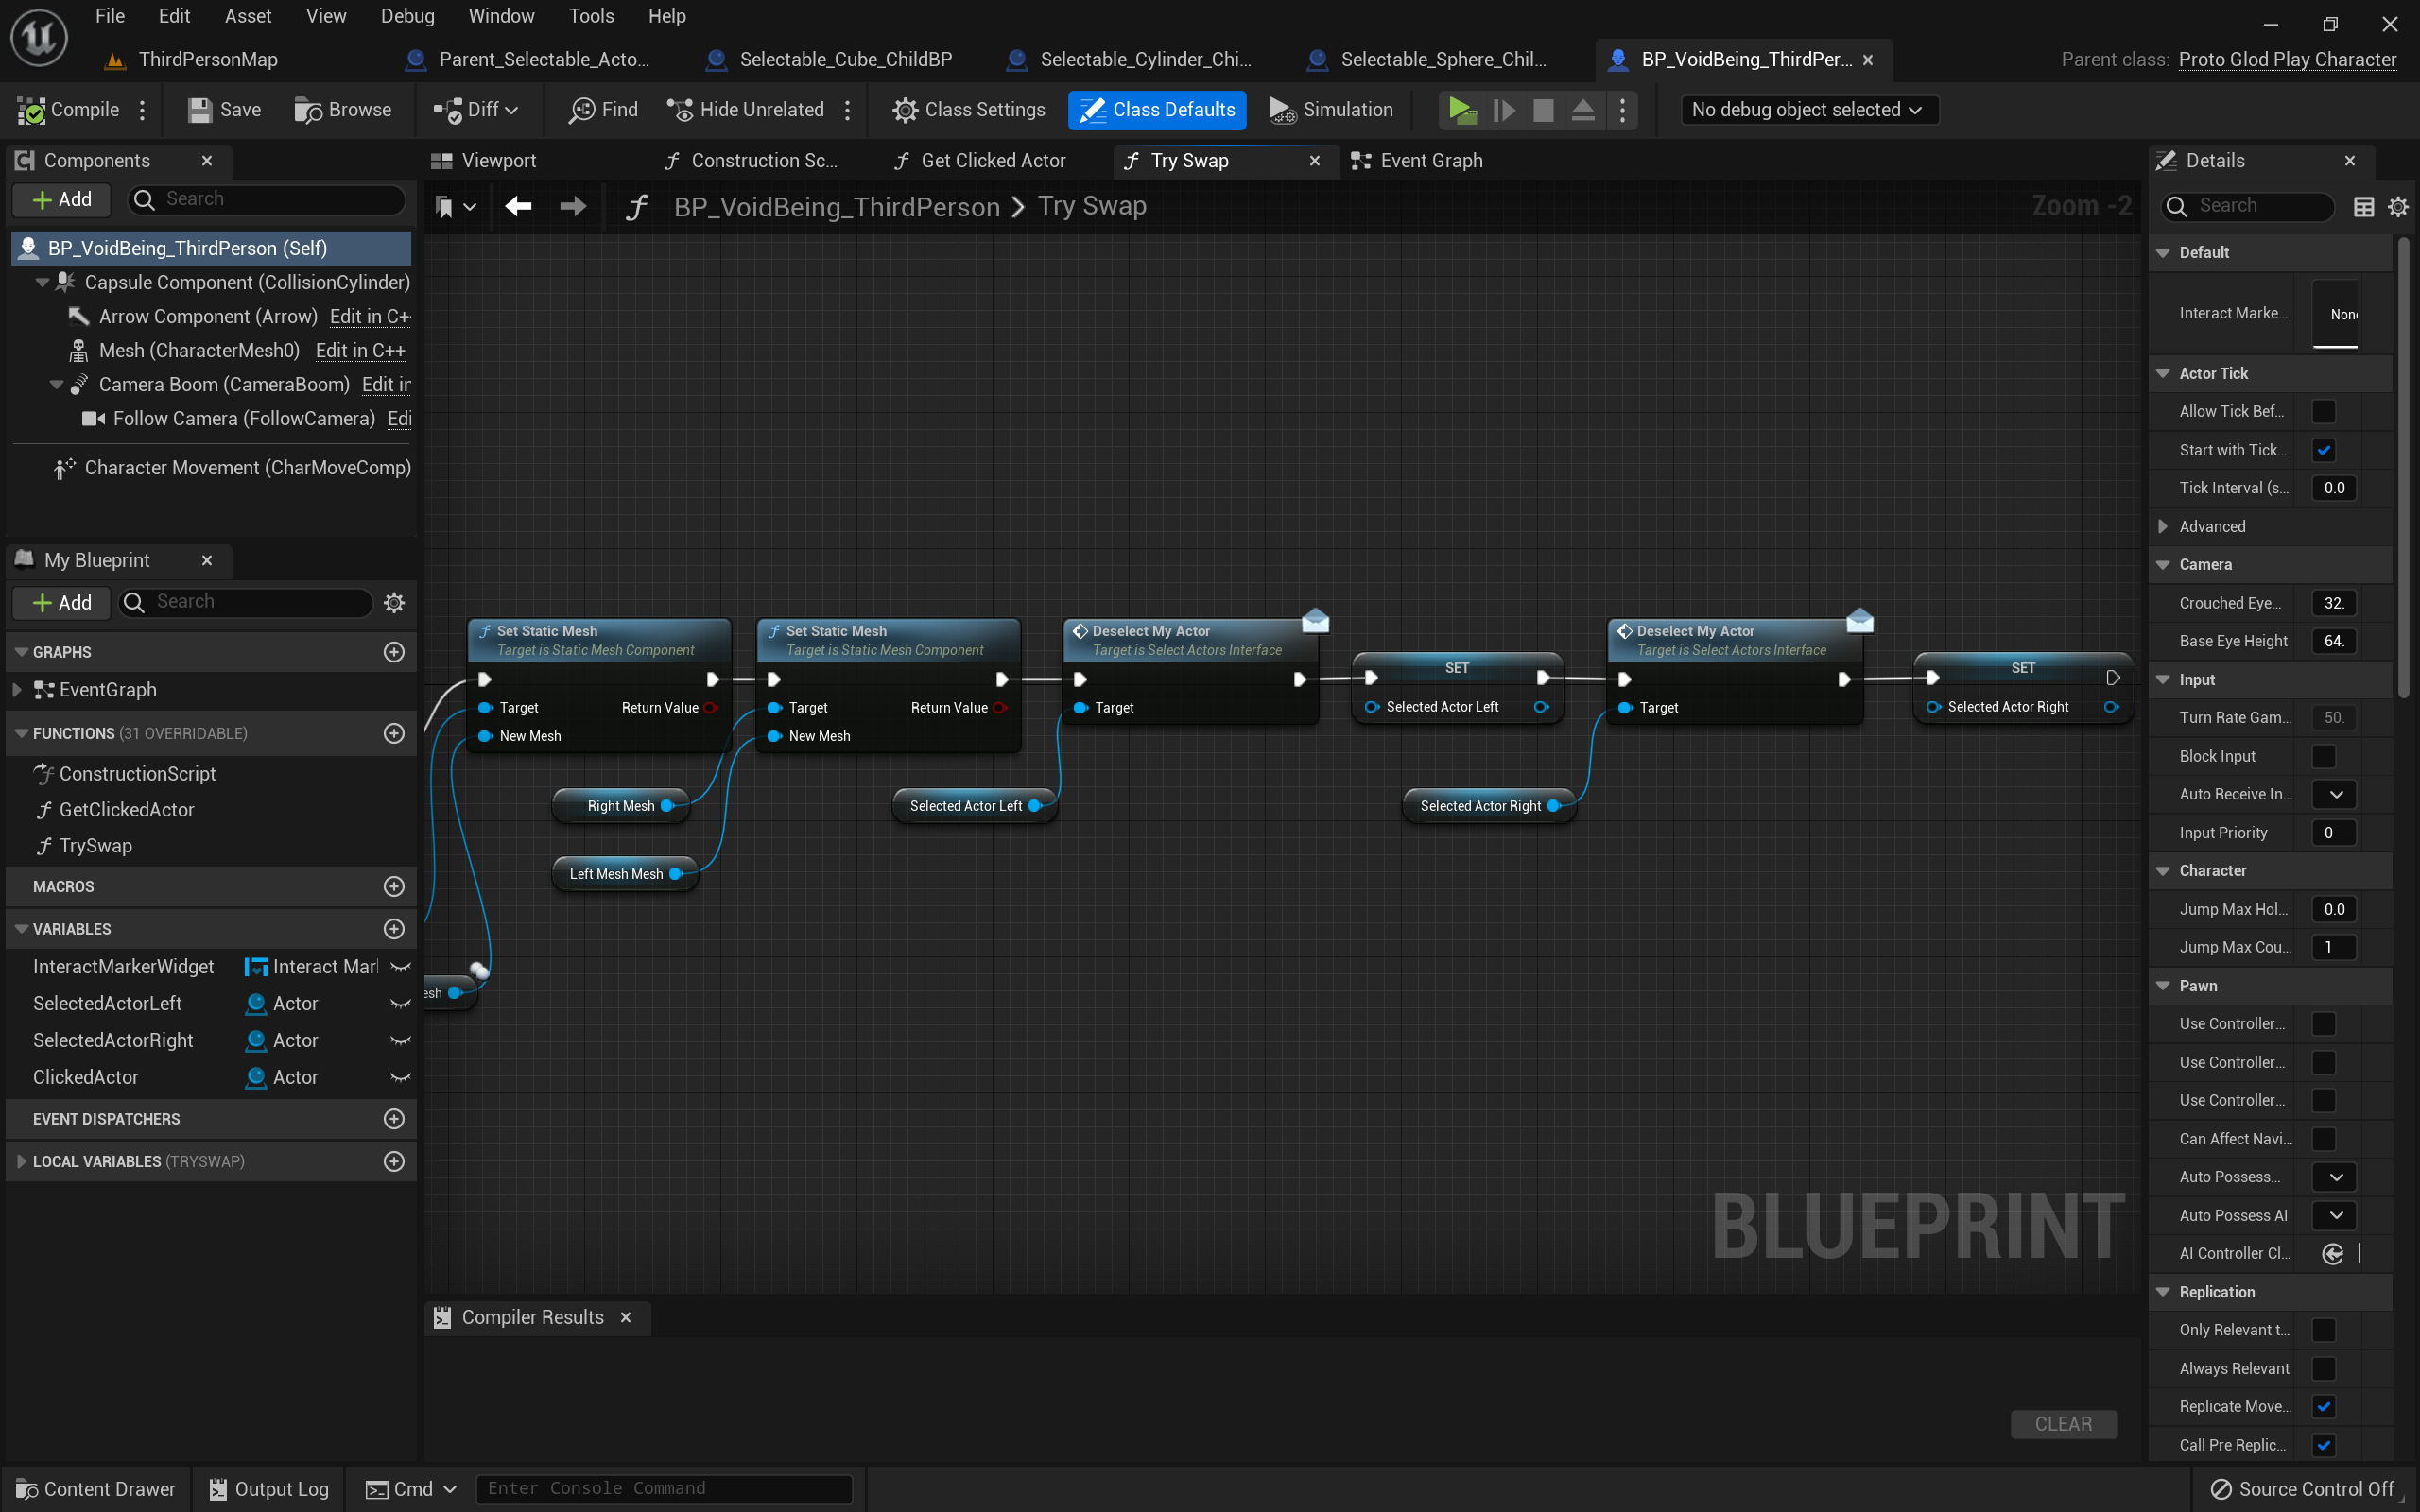 File Edit Asset View Debug Window Tools Help
ThirdPersonMap Parent_Selectable_Acto... Selectable_Cube_ChildBP Selectable_Cylinder_Chi... Selectable_Sphere_Chil... BP_VoidBeing_ThirdPer... Parent class: Proto Glod Play Character
Compile Save Browse Diff Find Hide Unrelated Class Settings Class Defaults Simulation No debug object selected
Components
Add Search
BP_VoidBeing_ThirdPerson (Self)
Capsule Component (CollisionCylinder)
Arrow Component (Arrow) Edit in C+
Mesh (CharacterMesh0) Edit in C++
Camera Boom (CameraBoom) Edit in
Follow Camera (FollowCamera) Edi
Character Movement (CharMoveComp)
My Blueprint
Add Search
GRAPHS
EventGraph
FUNCTIONS (31 OVERRIDABLE)
ConstructionScript
GetClickedActor
TrySwap
MACROS
VARIABLES
InteractMarkerWidget Interact Mar
SelectedActorLeft Actor
SelectedActorRight Actor
ClickedActor Actor
EVENT DISPATCHERS
LOCAL VARIABLES (TRYSWAP)
Viewport Construction Sc... Get Clicked Actor Try Swap Event Graph
BP_VoidBeing_ThirdPerson > Try Swap Zoom -2
Set Static Mesh
Target is Static Mesh Component
Target Return Value
New Mesh
Set Static Mesh
Target is Static Mesh Component
Target Return Value
New Mesh
Deselect My Actor
Target is Select Actors Interface
Target
SET
Selected Actor Left
Deselect My Actor
Target is Select Actors Interface
Target
SET
Selected Actor Right
Right Mesh
Left Mesh Mesh
Selected Actor Left
Selected Actor Right
esh
BLUEPRINT
Compiler Results
CLEAR
Details
Search
Default
Interact Marke... Non
Actor Tick
Allow Tick Bef...
Start with Tick...
Tick Interval (s... 0.0
Advanced
Camera
Crouched Eye... 32.
Base Eye Height 64.
Input
Turn Rate Gam... 50.
Block Input
Auto Receive In...
Input Priority 0
Character
Jump Max Hol... 0.0
Jump Max Cou... 1
Pawn
Use Controller...
Use Controller...
Use Controller...
Can Affect Navi...
Auto Possess...
Auto Possess AI
AI Controller Cl...
Replication
Only Relevant t...
Always Relevant
Replicate Move...
Call Pre Replic...
Content Drawer Output Log Cmd Enter Console Command Source Control Off